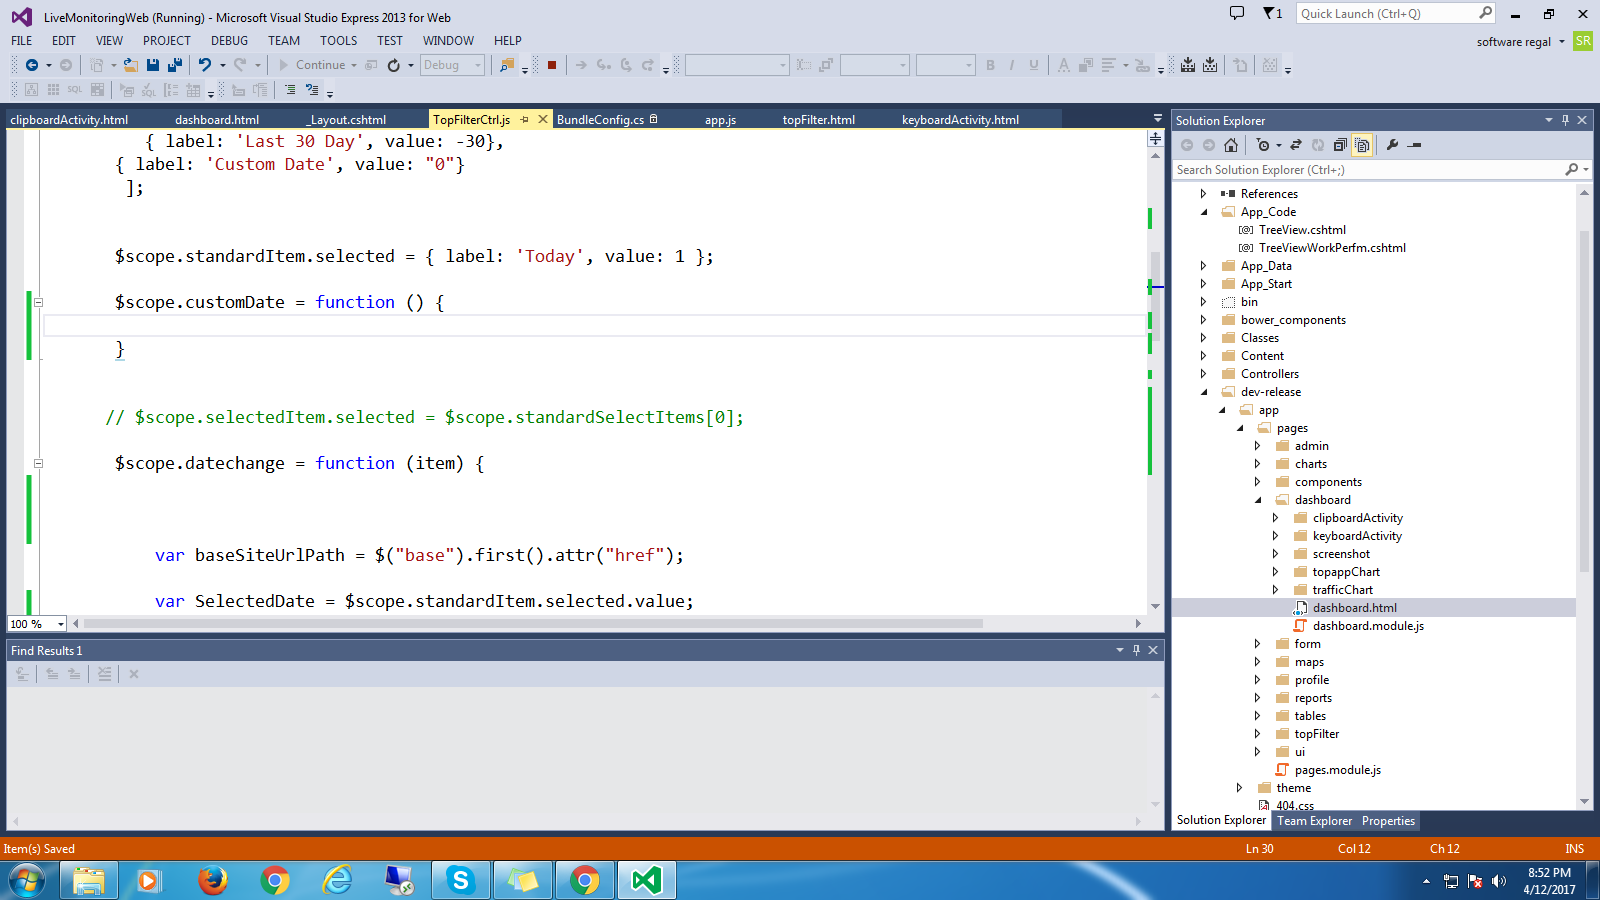 LiveMonitoringWeb (Running) - Microsoft Visual Studio Express 2013 for Web
1
Quick Launch (Ctrl+Q)
FILE EDIT VIEW PROJECT DEBUG TEAM TOOLS TEST WINDOW HELP
software regal
SR
Continue
Debug
clipboardActivity.html dashboard.html _Layout.cshtml TopFilterCtrl.js BundleConfig.cs app.js topFilter.html keyboardActivity.html
{ label: 'Last 30 Day', value: -30},
{ label: 'Custom Date', value: "0"}
];
$scope.standardItem.selected = { label: 'Today', value: 1 };
$scope.customDate = function () {
}
// $scope.selectedItem.selected = $scope.standardSelectItems[0];
$scope.datechange = function (item) {
var baseSiteUrlPath = $("base").first().attr("href");
var SelectedDate = $scope.standardItem.selected.value;
100 %
Find Results 1
Solution Explorer
Search Solution Explorer (Ctrl+;)
References
App_Code
TreeView.cshtml
TreeViewWorkPerfm.cshtml
App_Data
App_Start
bin
bower_components
Classes
Content
Controllers
dev-release
app
pages
admin
charts
components
dashboard
clipboardActivity
keyboardActivity
screenshot
topappChart
trafficChart
dashboard.html
dashboard.module.js
form
maps
profile
reports
tables
topFilter
ui
pages.module.js
theme
404.css
Solution Explorer Team Explorer Properties
Item(s) Saved
Ln 30 Col 12 Ch 12 INS
8:52 PM
4/12/2017